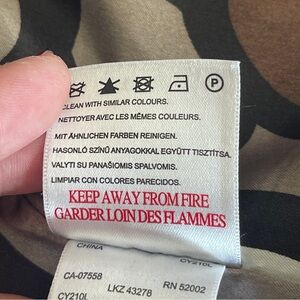 P
CLEAN WITH SIMILAR COLOURS.
NETTOYER AVEC LES MÊMES COULEURS.
MIT ÄHNLICHEN FARBEN REINIGEN.
HASONLÓ SZÍNŰ ANYAGOKKAL EGYÜTT TISZTÍTSA.
VALYTI SU PANAŠIOMIS SPALVOMIS.
LIMPIAR CON COLORES PARECIDOS.
KEEP AWAY FROM FIRE
GARDER LOIN DES FLAMMES
CHINA
CY210L
CA-07558
LKZ 43278
RN 52002
CY210L